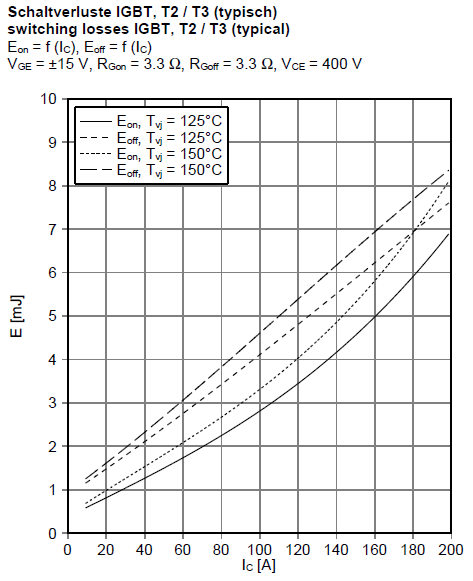 Schaltverluste IGBT, T2 / T3 (typisch)
switching losses IGBT, T2 / T3 (typical)
Eon = f (IC), Eoff = f (IC)
VGE = ±15 V, RGon = 3.3 Ω, RGoff = 3.3 Ω, VCE = 400 V
Eon, Tvj = 125°C
Eoff, Tvj = 125°C
Eon, Tvj = 150°C
Eoff, Tvj = 150°C
10
9
8
7
6
5
4
3
2
1
0
E [mJ]
0 20 40 60 80 100 120 140 160 180 200
IC [A]